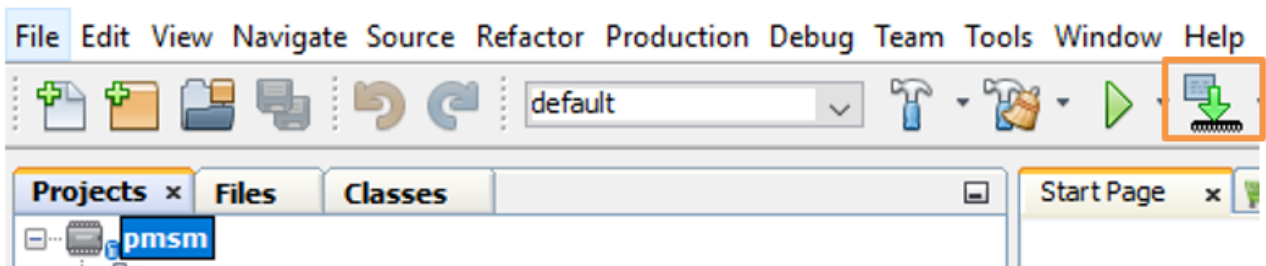 File Edit View Navigate Source Refactor Production Debug Team Tools Window Help
default
Projects × Files Classes Start Page ×
pmsm